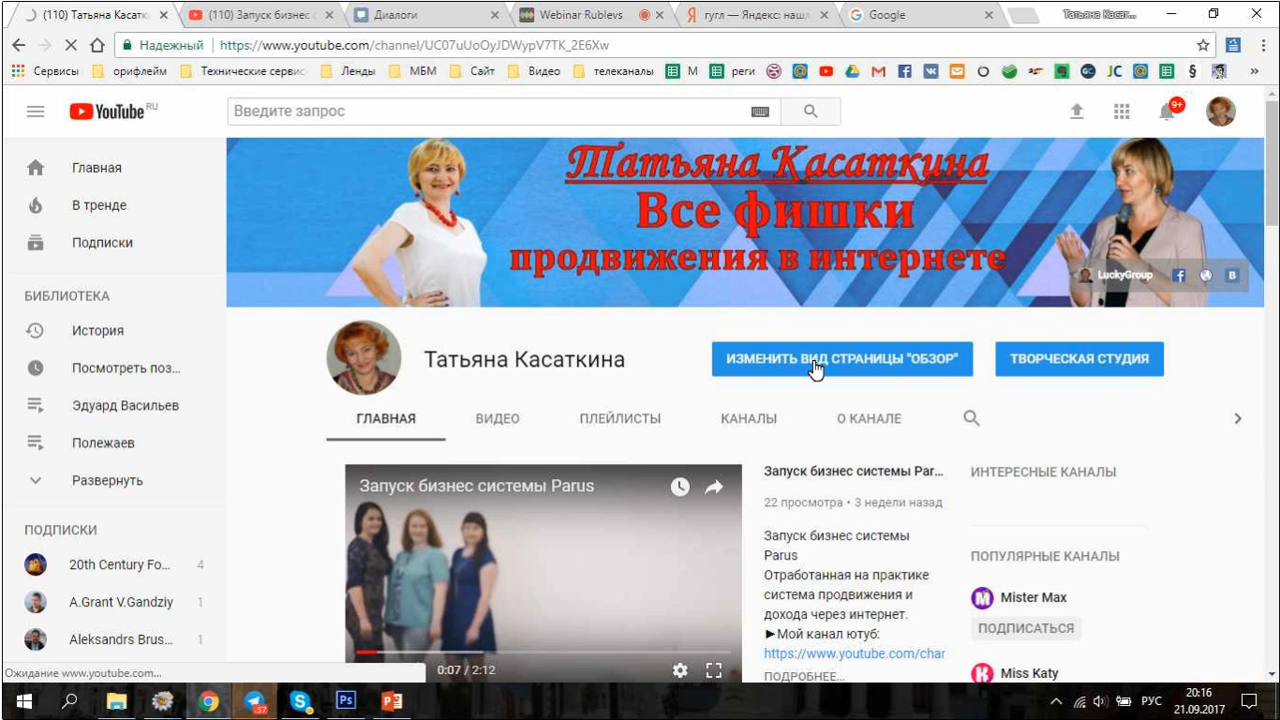 (110) Татьяна Касатк
(110) Запуск бизнес с
Диалоги
Webinar Rublevs
гугл — Яндекс: нашл
Google
Татьяна Касат...
Надежный
https://www.youtube.com/channel/UC07uUoOyJDWypV7TK_2E6Xw
Сервисы
орифлейм
Технические сервис
Ленды
МБМ
Сайт
Видео
телеканалы
М
реги
GC
JC
§
»
YouTube RU
Введите запрос
9+
Главная
В тренде
Подписки
БИБЛИОТЕКА
История
Посмотреть поз...
Эдуард Васильев
Полежаев
Развернуть
ПОДПИСКИ
20th Century Fo... 4
A.Grant V.Gandziy 1
Aleksandrs Brus... 1
Ожидание www.youtube.com...
Татьяна Касаткина
Все фишки
продвижения в интернете
LuckyGroup
Татьяна Касаткина
ИЗМЕНИТЬ ВИД СТРАНИЦЫ "ОБЗОР"
ТВОРЧЕСКАЯ СТУДИЯ
ГЛАВНАЯ
ВИДЕО
ПЛЕЙЛИСТЫ
КАНАЛЫ
О КАНАЛЕ
Запуск бизнес системы Parus
0:07 / 2:12
Запуск бизнес системы Par...
22 просмотра • 3 недели назад
Запуск бизнес системы
Parus
Отработанная на практике
система продвижения и
дохода через интернет.
►Мой канал ютуб:
https://www.youtube.com/char
ПОДРОБНЕЕ...
ИНТЕРЕСНЫЕ КАНАЛЫ
ПОПУЛЯРНЫЕ КАНАЛЫ
Mister Max
ПОДПИСАТЬСЯ
Miss Katy
37
Ps
РУС
20:16
21.09.2017